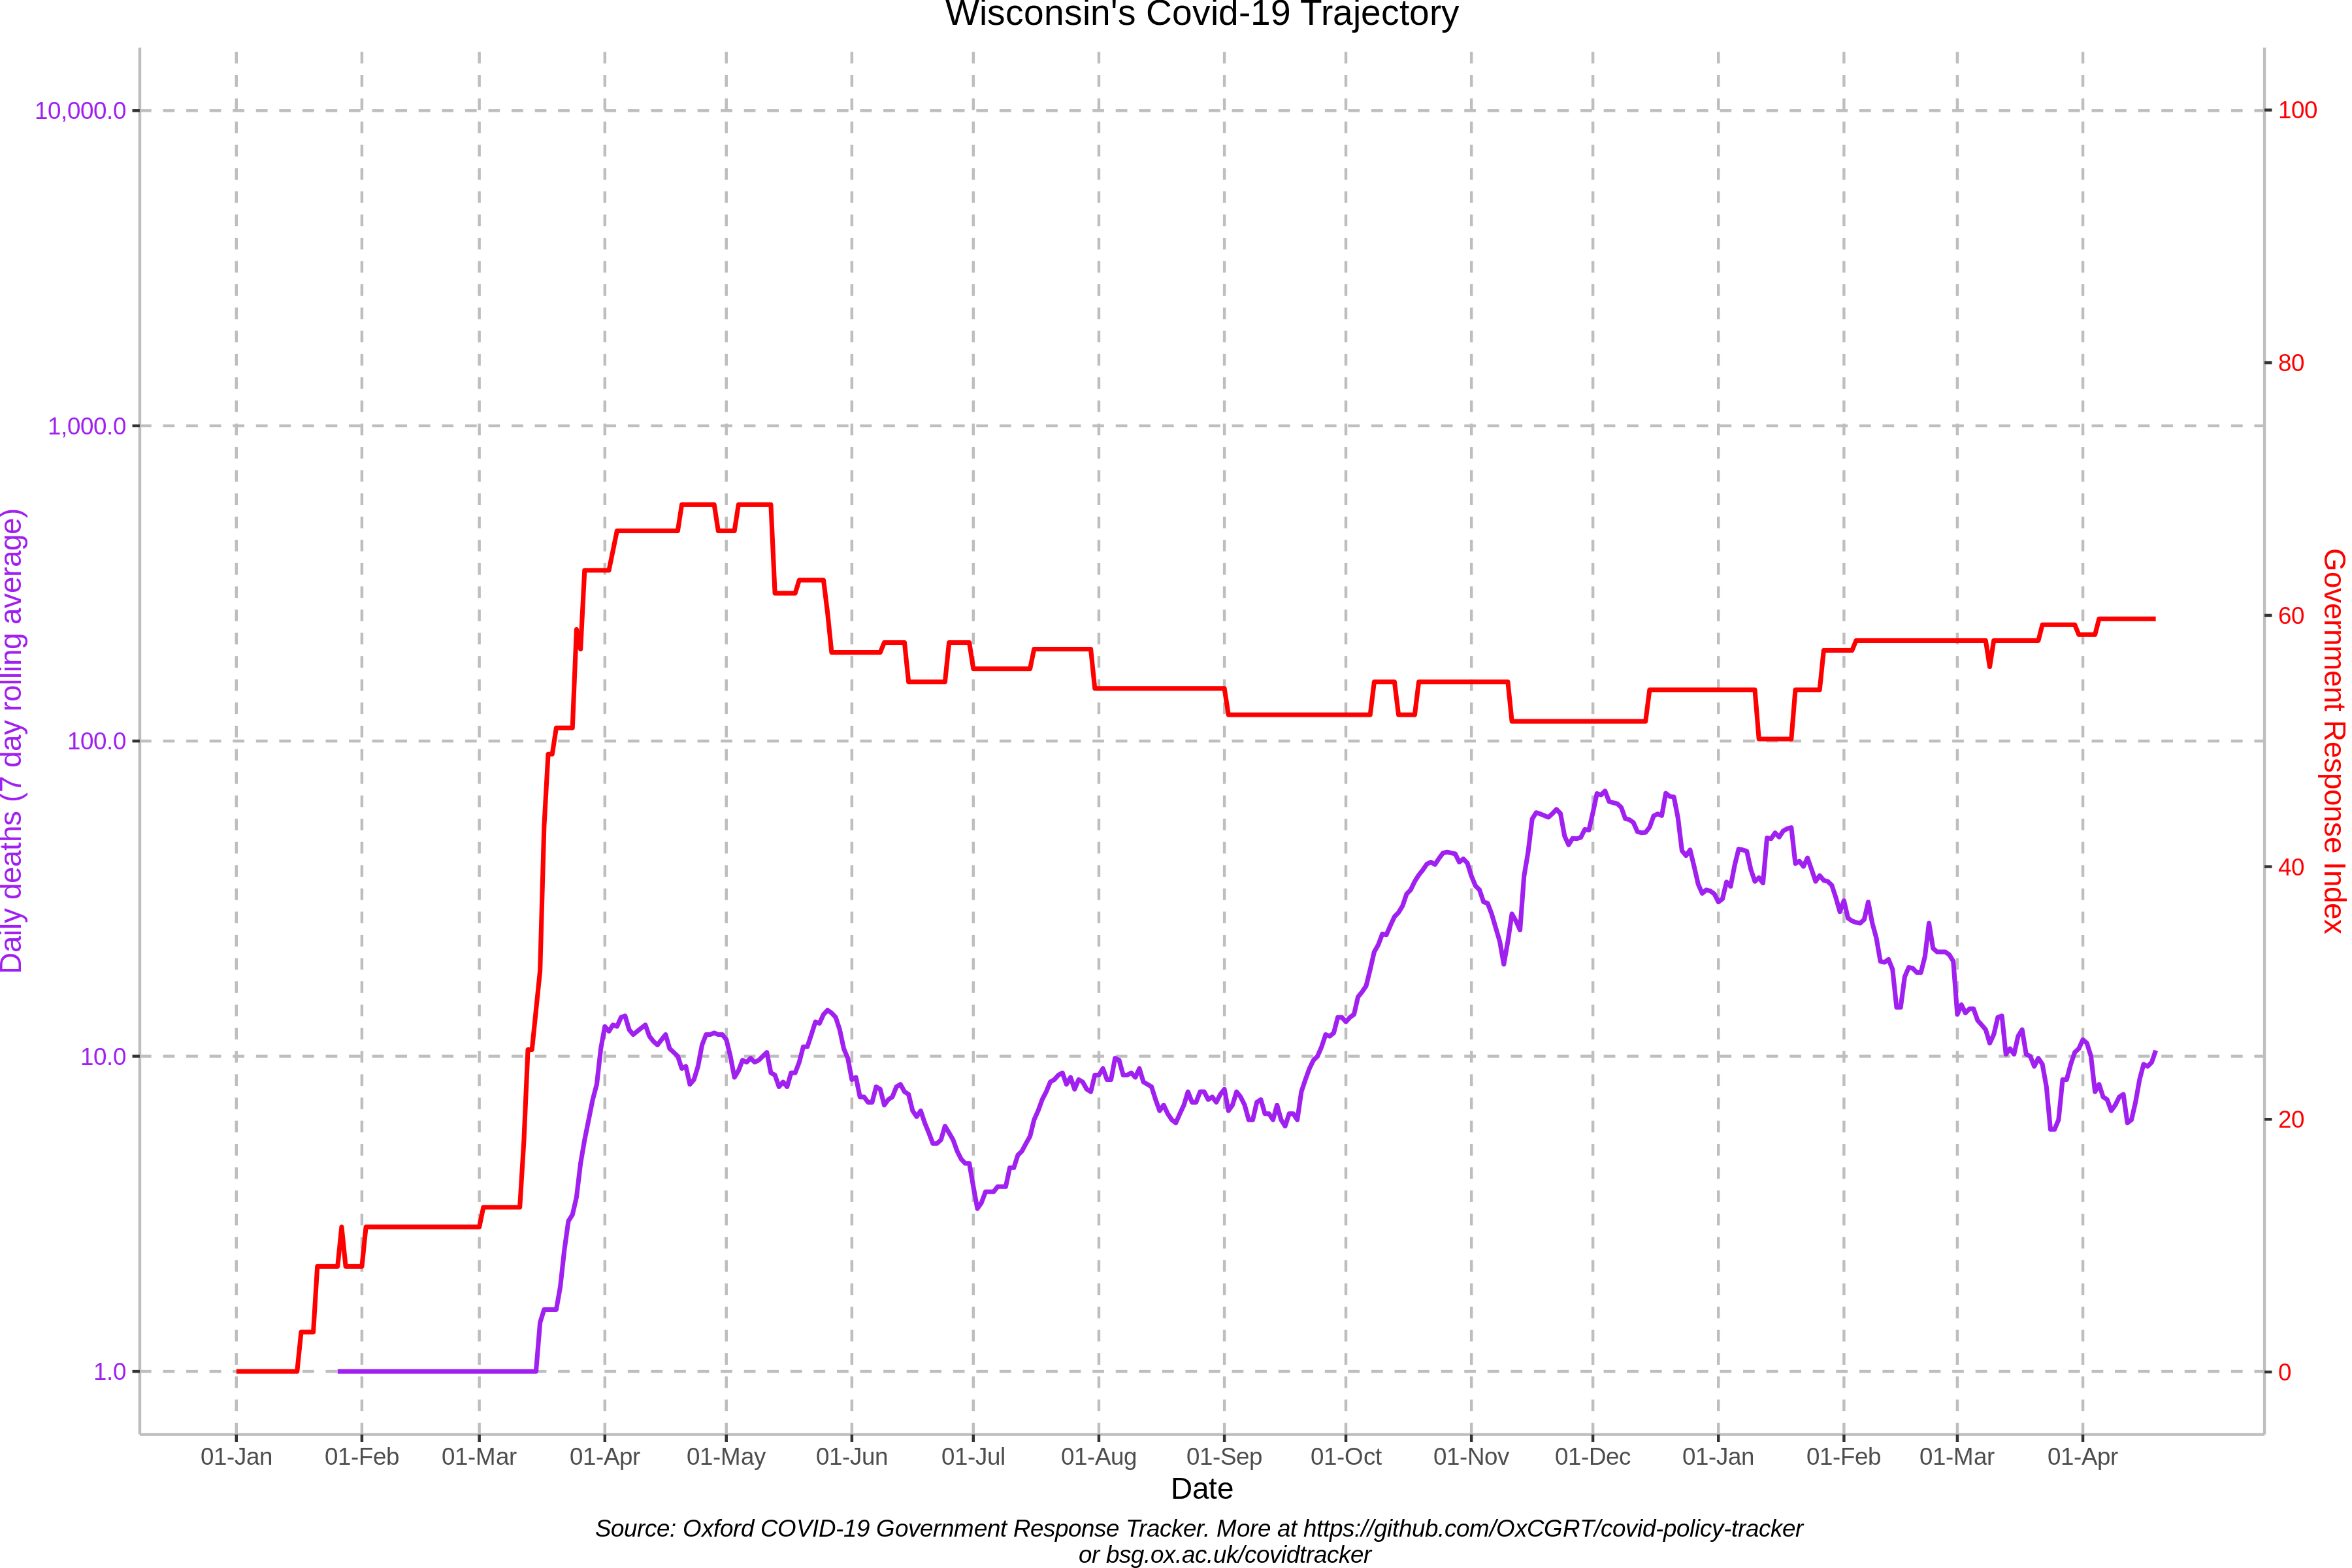 Wisconsin's Covid-19 Trajectory
10,000.0
1,000.0
100.0
10.0
1.0
Daily deaths (7 day rolling average)
100
80
60
40
20
0
Government Response Index
01-Jan 01-Feb 01-Mar 01-Apr 01-May 01-Jun 01-Jul 01-Aug 01-Sep 01-Oct 01-Nov 01-Dec 01-Jan 01-Feb 01-Mar 01-Apr
Date
Source: Oxford COVID-19 Government Response Tracker. More at https://github.com/OxCGRT/covid-policy-tracker
or bsg.ox.ac.uk/covidtracker